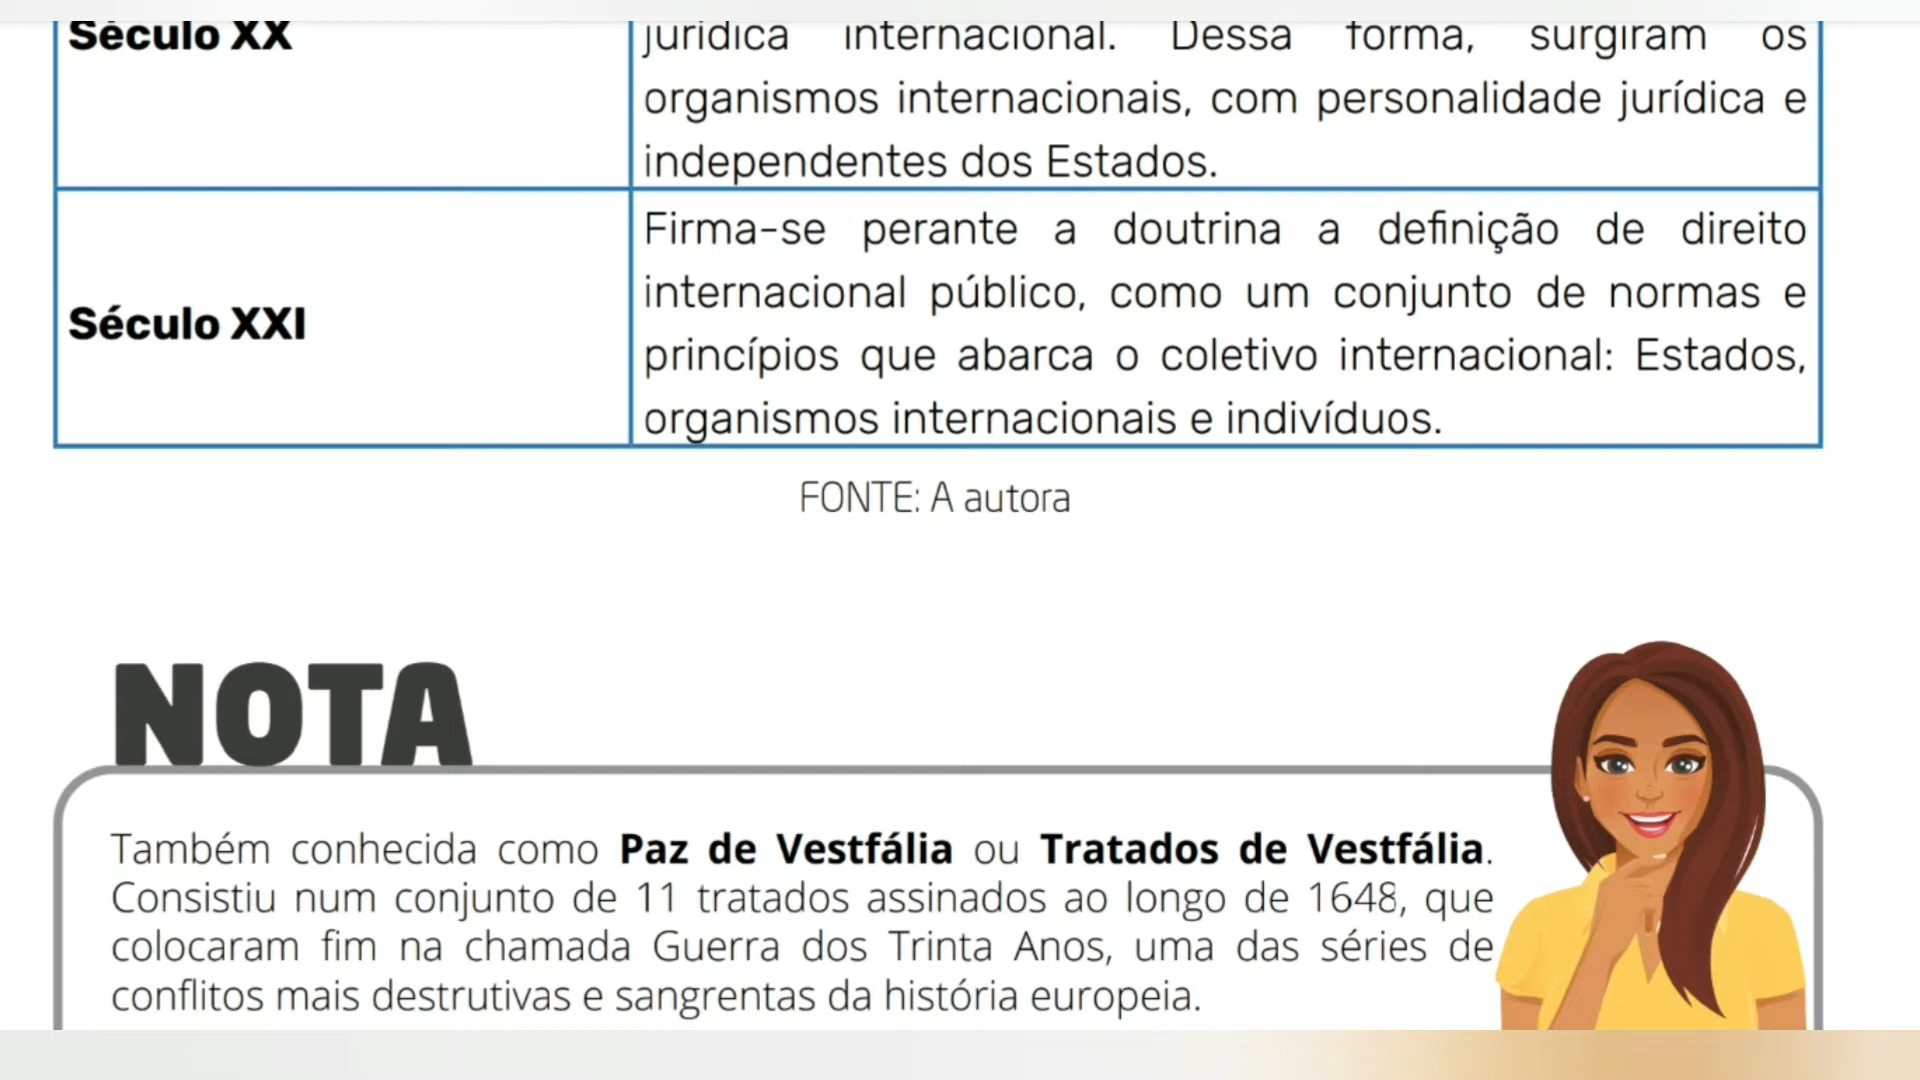 Século XX
jurídica internacional. Dessa forma, surgiram os
organismos internacionais, com personalidade jurídica e
independentes dos Estados.
Século XXI
Firma-se perante a doutrina a definição de direito
internacional público, como um conjunto de normas e
princípios que abarca o coletivo internacional: Estados,
organismos internacionais e indivíduos.
FONTE: A autora
NOTA
Também conhecida como Paz de Vestfália ou Tratados de Vestfália.
Consistiu num conjunto de 11 tratados assinados ao longo de 1648, que
colocaram fim na chamada Guerra dos Trinta Anos, uma das séries de
conflitos mais destrutivas e sangrentas da história europeia.